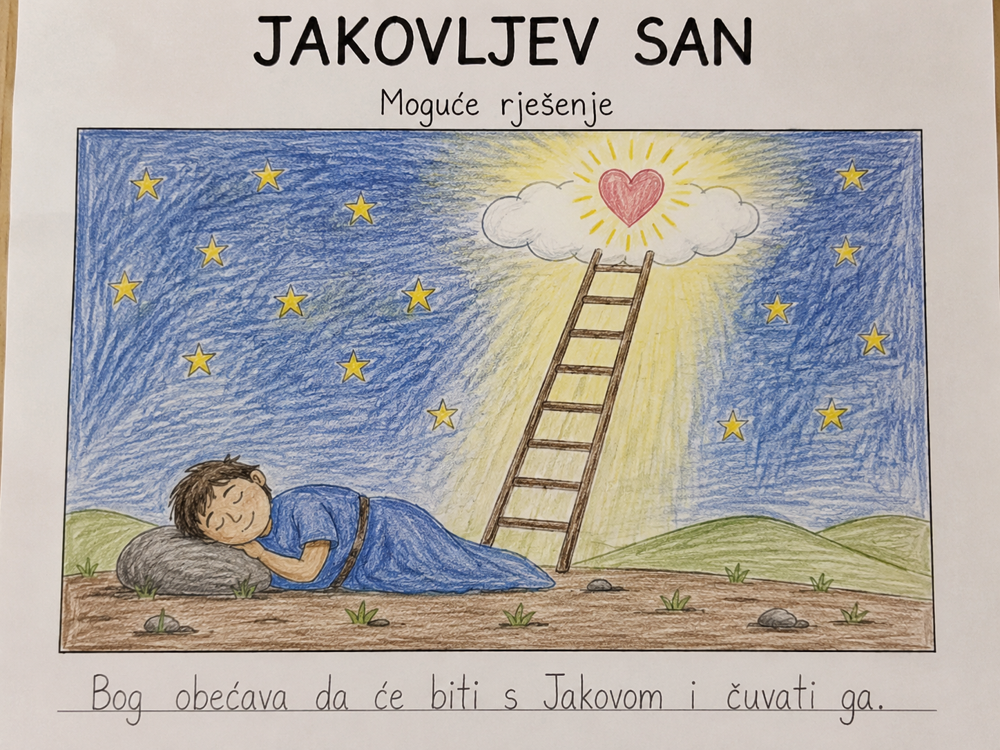 JAKOVLJEV SAN
Moguće rješenje
Bog obećava da će biti s Jakovom i čuvati ga.